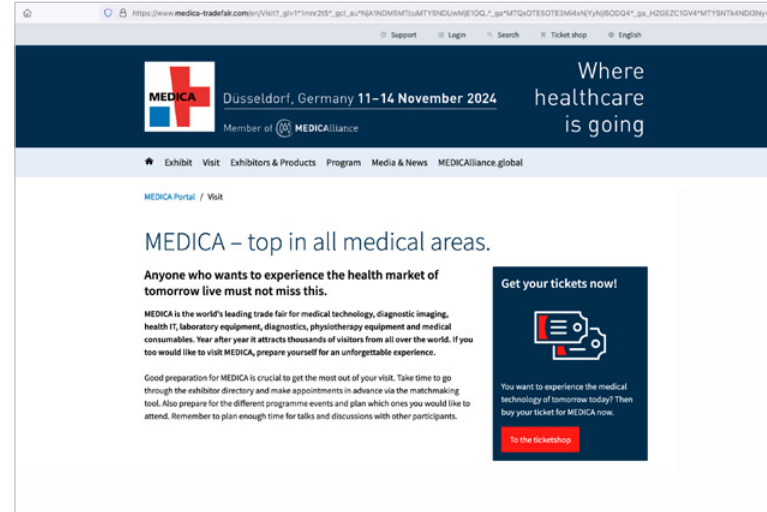 Support Login Search Ticket shop English
MEDICA
Düsseldorf, Germany 11–14 November 2024
Member of MEDICAlliance
Where
healthcare
is going
Exhibit Visit Exhibitors & Products Program Media & News MEDICAlliance.global
MEDICA Portal / Visit
MEDICA – top in all medical areas.
Anyone who wants to experience the health market of
tomorrow live must not miss this.
MEDICA is the world's leading trade fair for medical technology, diagnostic imaging,
health IT, laboratory equipment, diagnostics, physiotherapy equipment and medical
consumables. Year after year it attracts thousands of visitors from all over the world. If you
too would like to visit MEDICA, prepare yourself for an unforgettable experience.
Good preparation for MEDICA is crucial to get the most out of your visit. Take time to go
through the exhibitor directory and make appointments in advance via the matchmaking
tool. Also prepare for the different programme events and plan which ones you would like to
attend. Remember to plan enough time for talks and discussions with other participants.
Get your tickets now!
You want to experience the medical
technology of tomorrow today? Then
buy your ticket for MEDICA now.
To the ticketshop